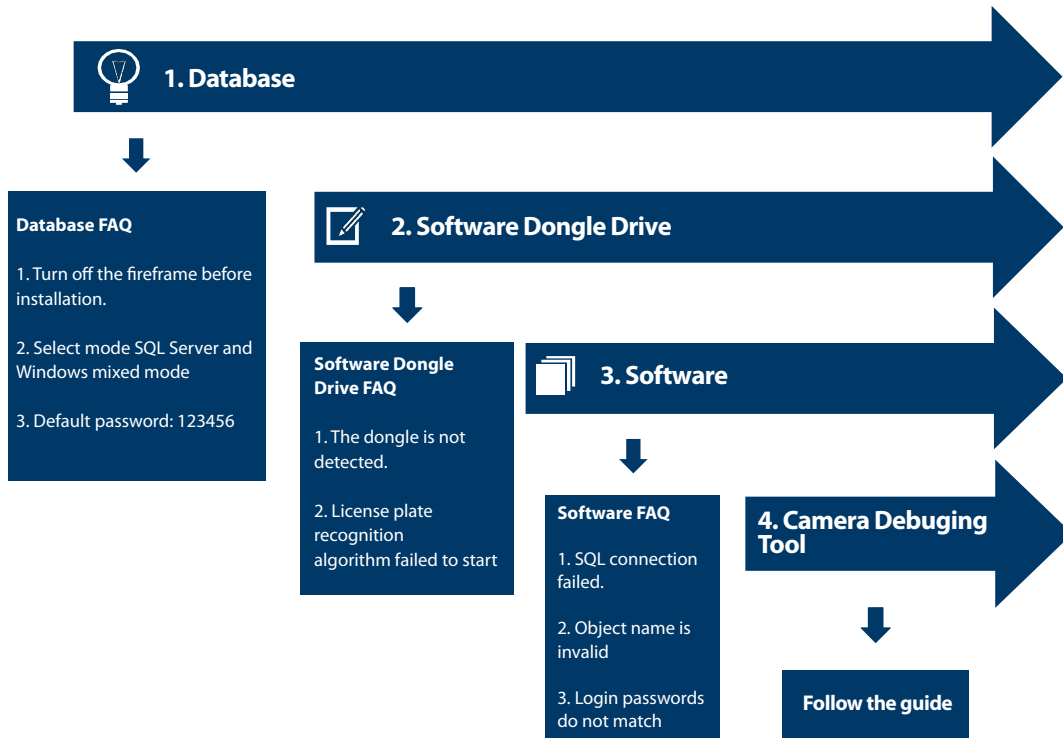 1. Database
Database FAQ
1. Turn off the fireframe before
installation.
2. Select mode SQL Server and
Windows mixed mode
3. Default password: 123456
2. Software Dongle Drive
Software Dongle
Drive FAQ
1. The dongle is not
detected.
2. License plate
recognition
algorithm failed to start
3. Software
Software FAQ
1. SQL connection
failed.
2. Object name is
invalid
3. Login passwords
do not match
4. Camera Debuging
Tool
Follow the guide